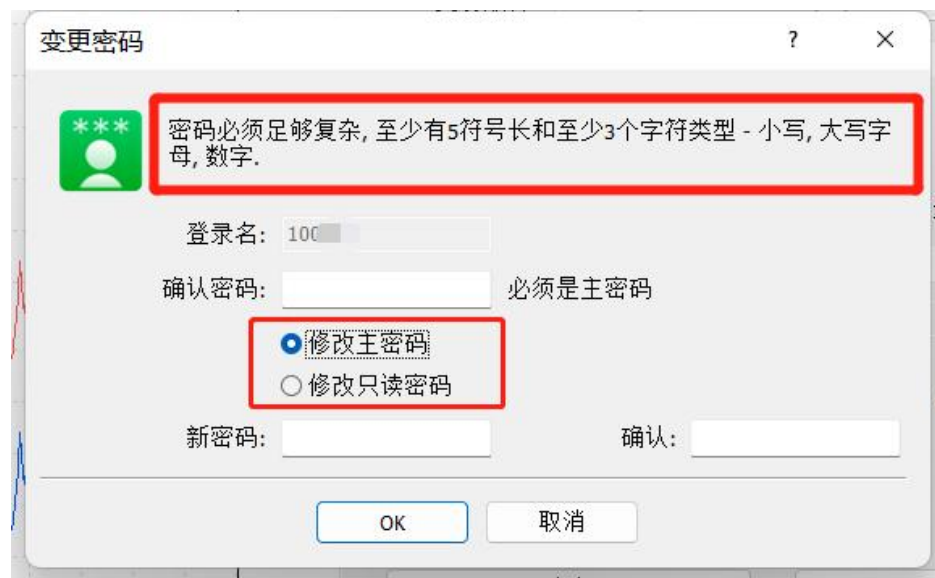 变更密码 ?
***
密码必须足够复杂, 至少有5符号长和至少3个字符类型 - 小写, 大写字
母, 数字.
登录名: 100
确认密码: 必须是主密码
修改主密码
修改只读密码
新密码: 确认:
OK 取消